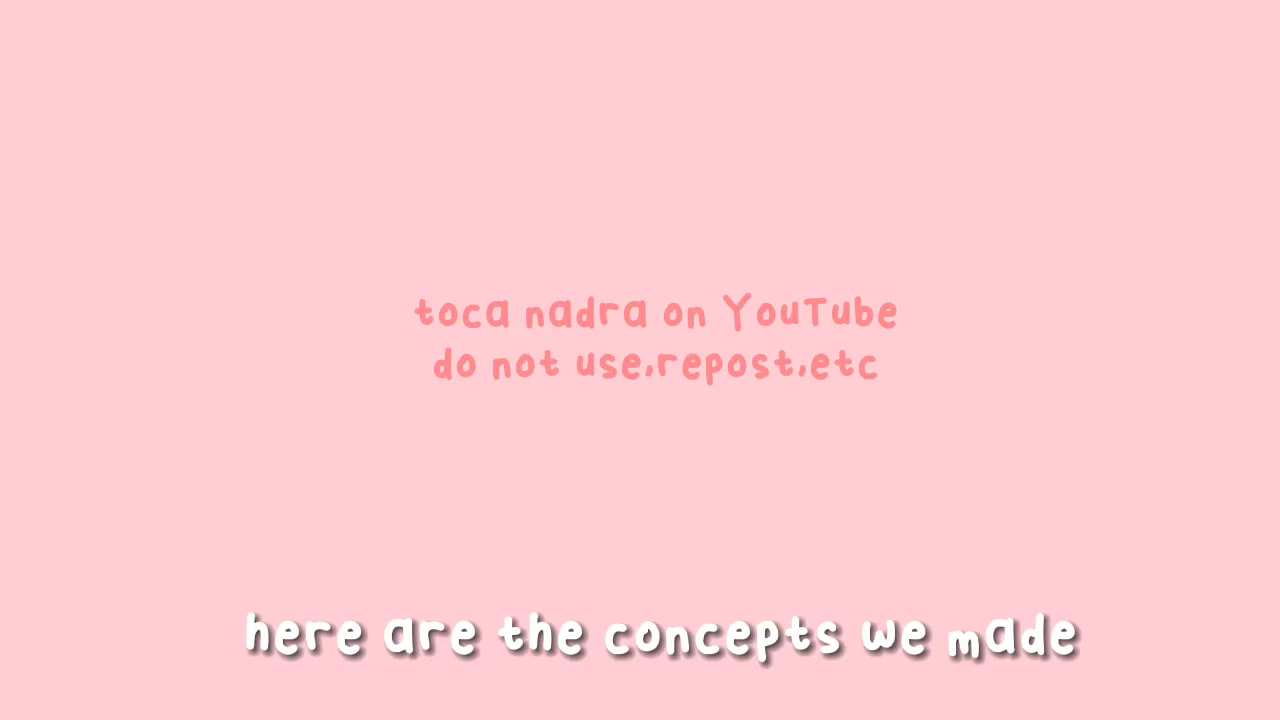 toca nadra on YouTube
do not use,repost,etc
here are the concepts we made